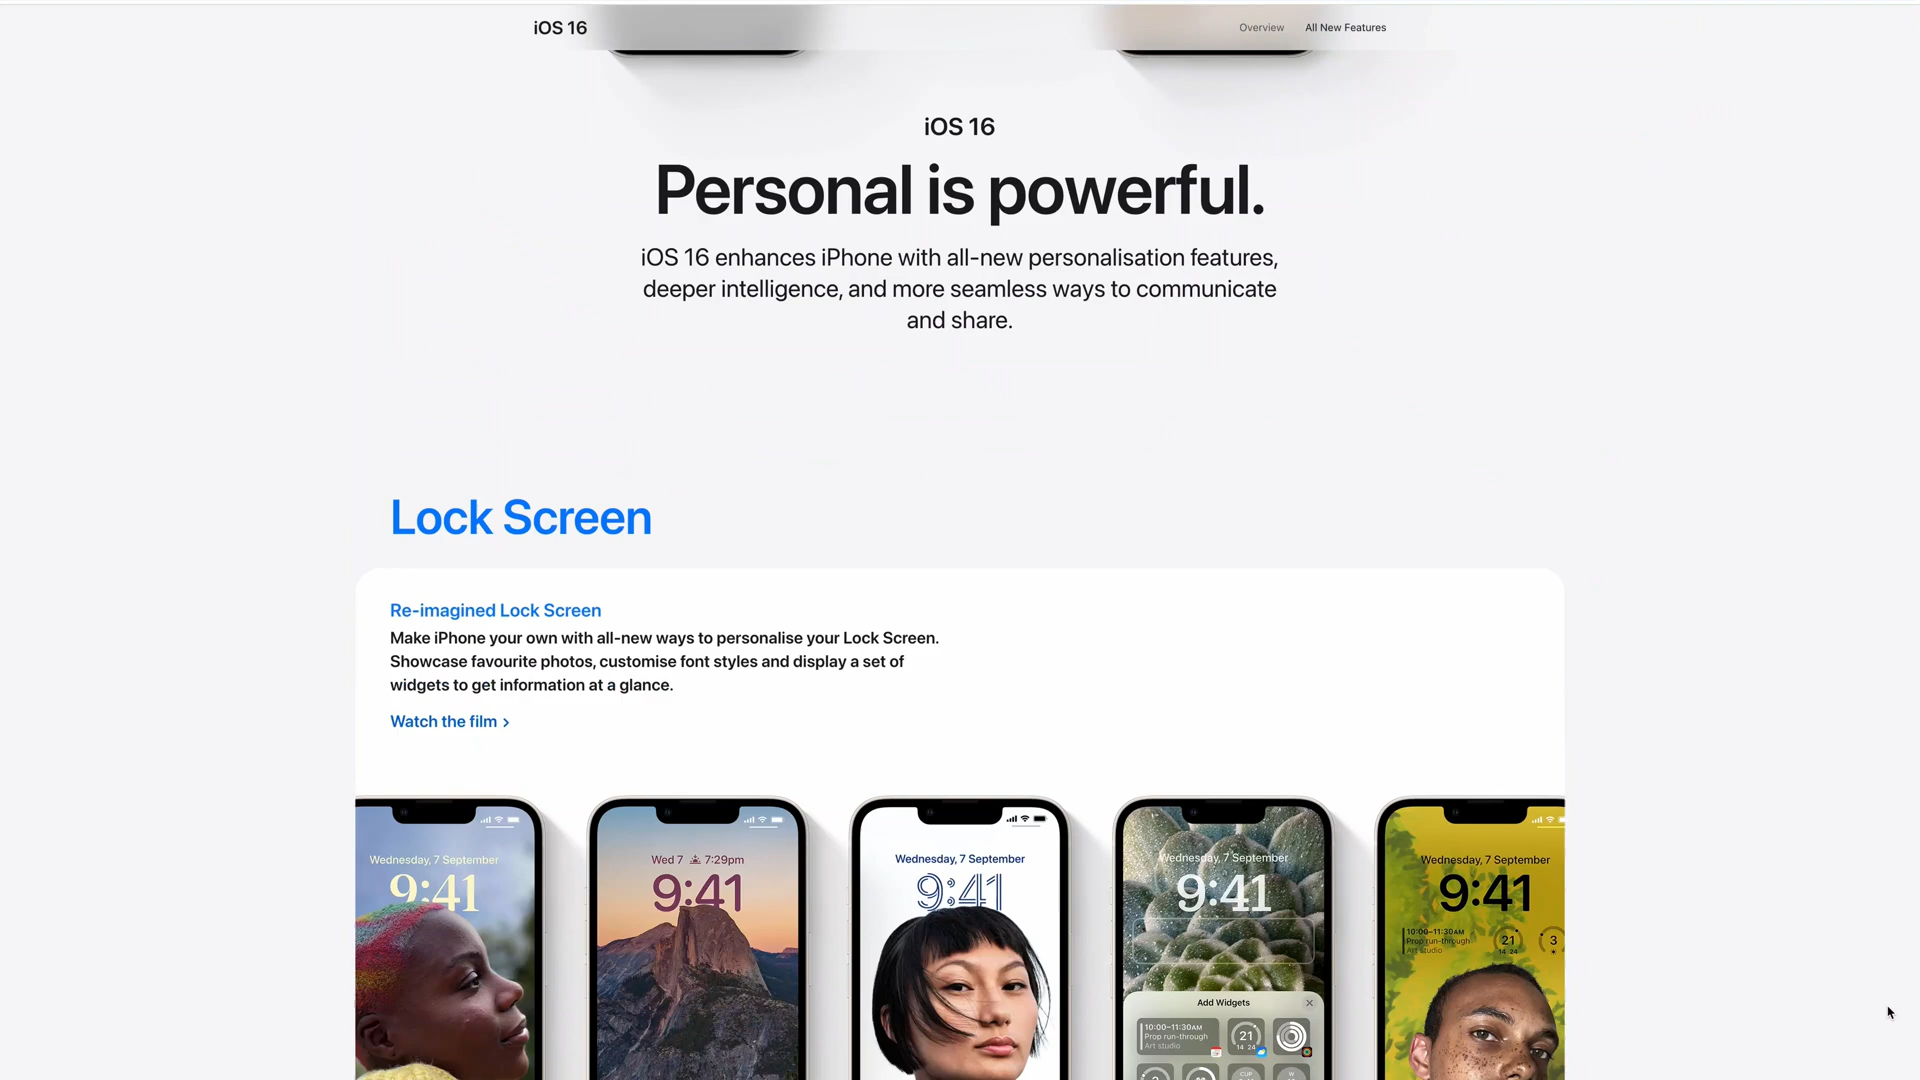 iOS 16
Overview
All New Features
iOS 16
Personal is powerful.
iOS 16 enhances iPhone with all-new personalisation features,
deeper intelligence, and more seamless ways to communicate
and share.
Lock Screen
Re-imagined Lock Screen
Make iPhone your own with all-new ways to personalise your Lock Screen.
Showcase favourite photos, customise font styles and display a set of
widgets to get information at a glance.
Watch the film >
Wednesday, 7 September
9:41
Wed 7 7:29pm
9:41
Wednesday, 7 September
9:41
Wednesday, 7 September
9:41
Add Widgets
10:00–11:30AM
Prop run-through
Art studio
21
14 24
CUP
W
Wednesday, 7 September
9:41
10:00–11:30AM
Prop run-through
Art studio
21
14 24
3